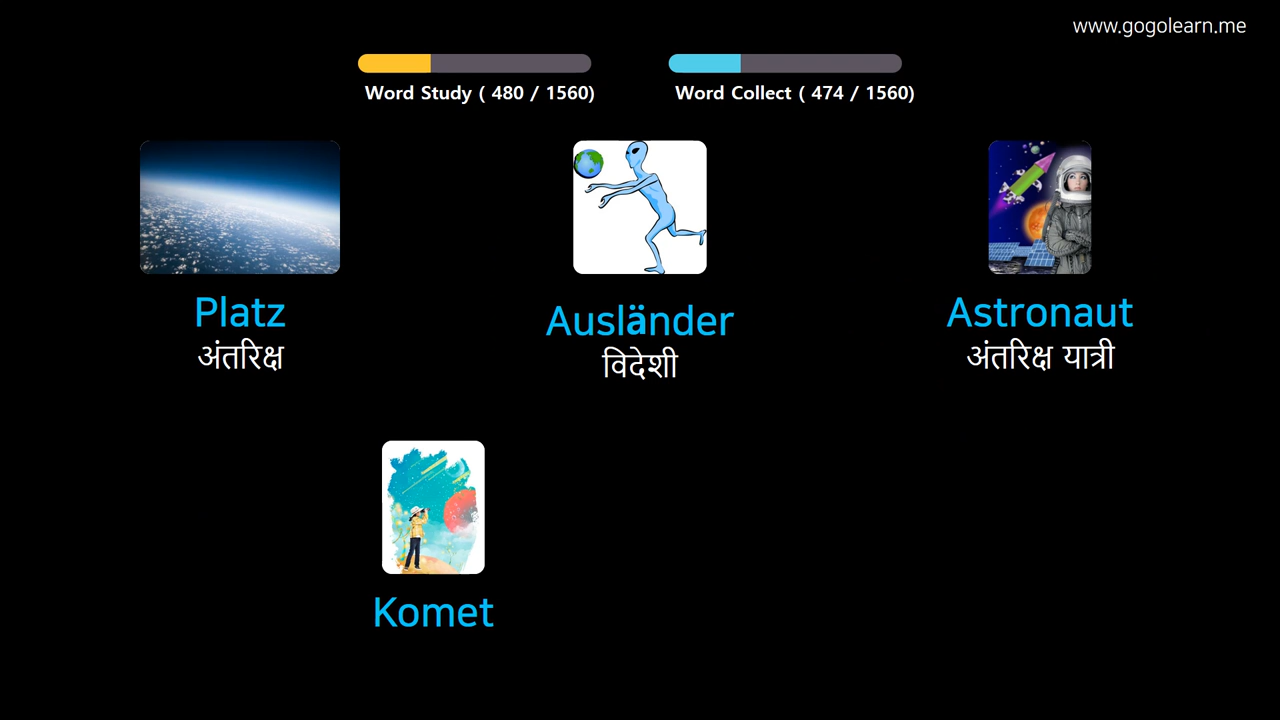 www.gogolearn.me
Word Study ( 480 / 1560)
Word Collect ( 474 / 1560)
Platz
अंतरिक्ष
Ausländer
विदेशी
Astronaut
अंतरिक्ष यात्री
Komet